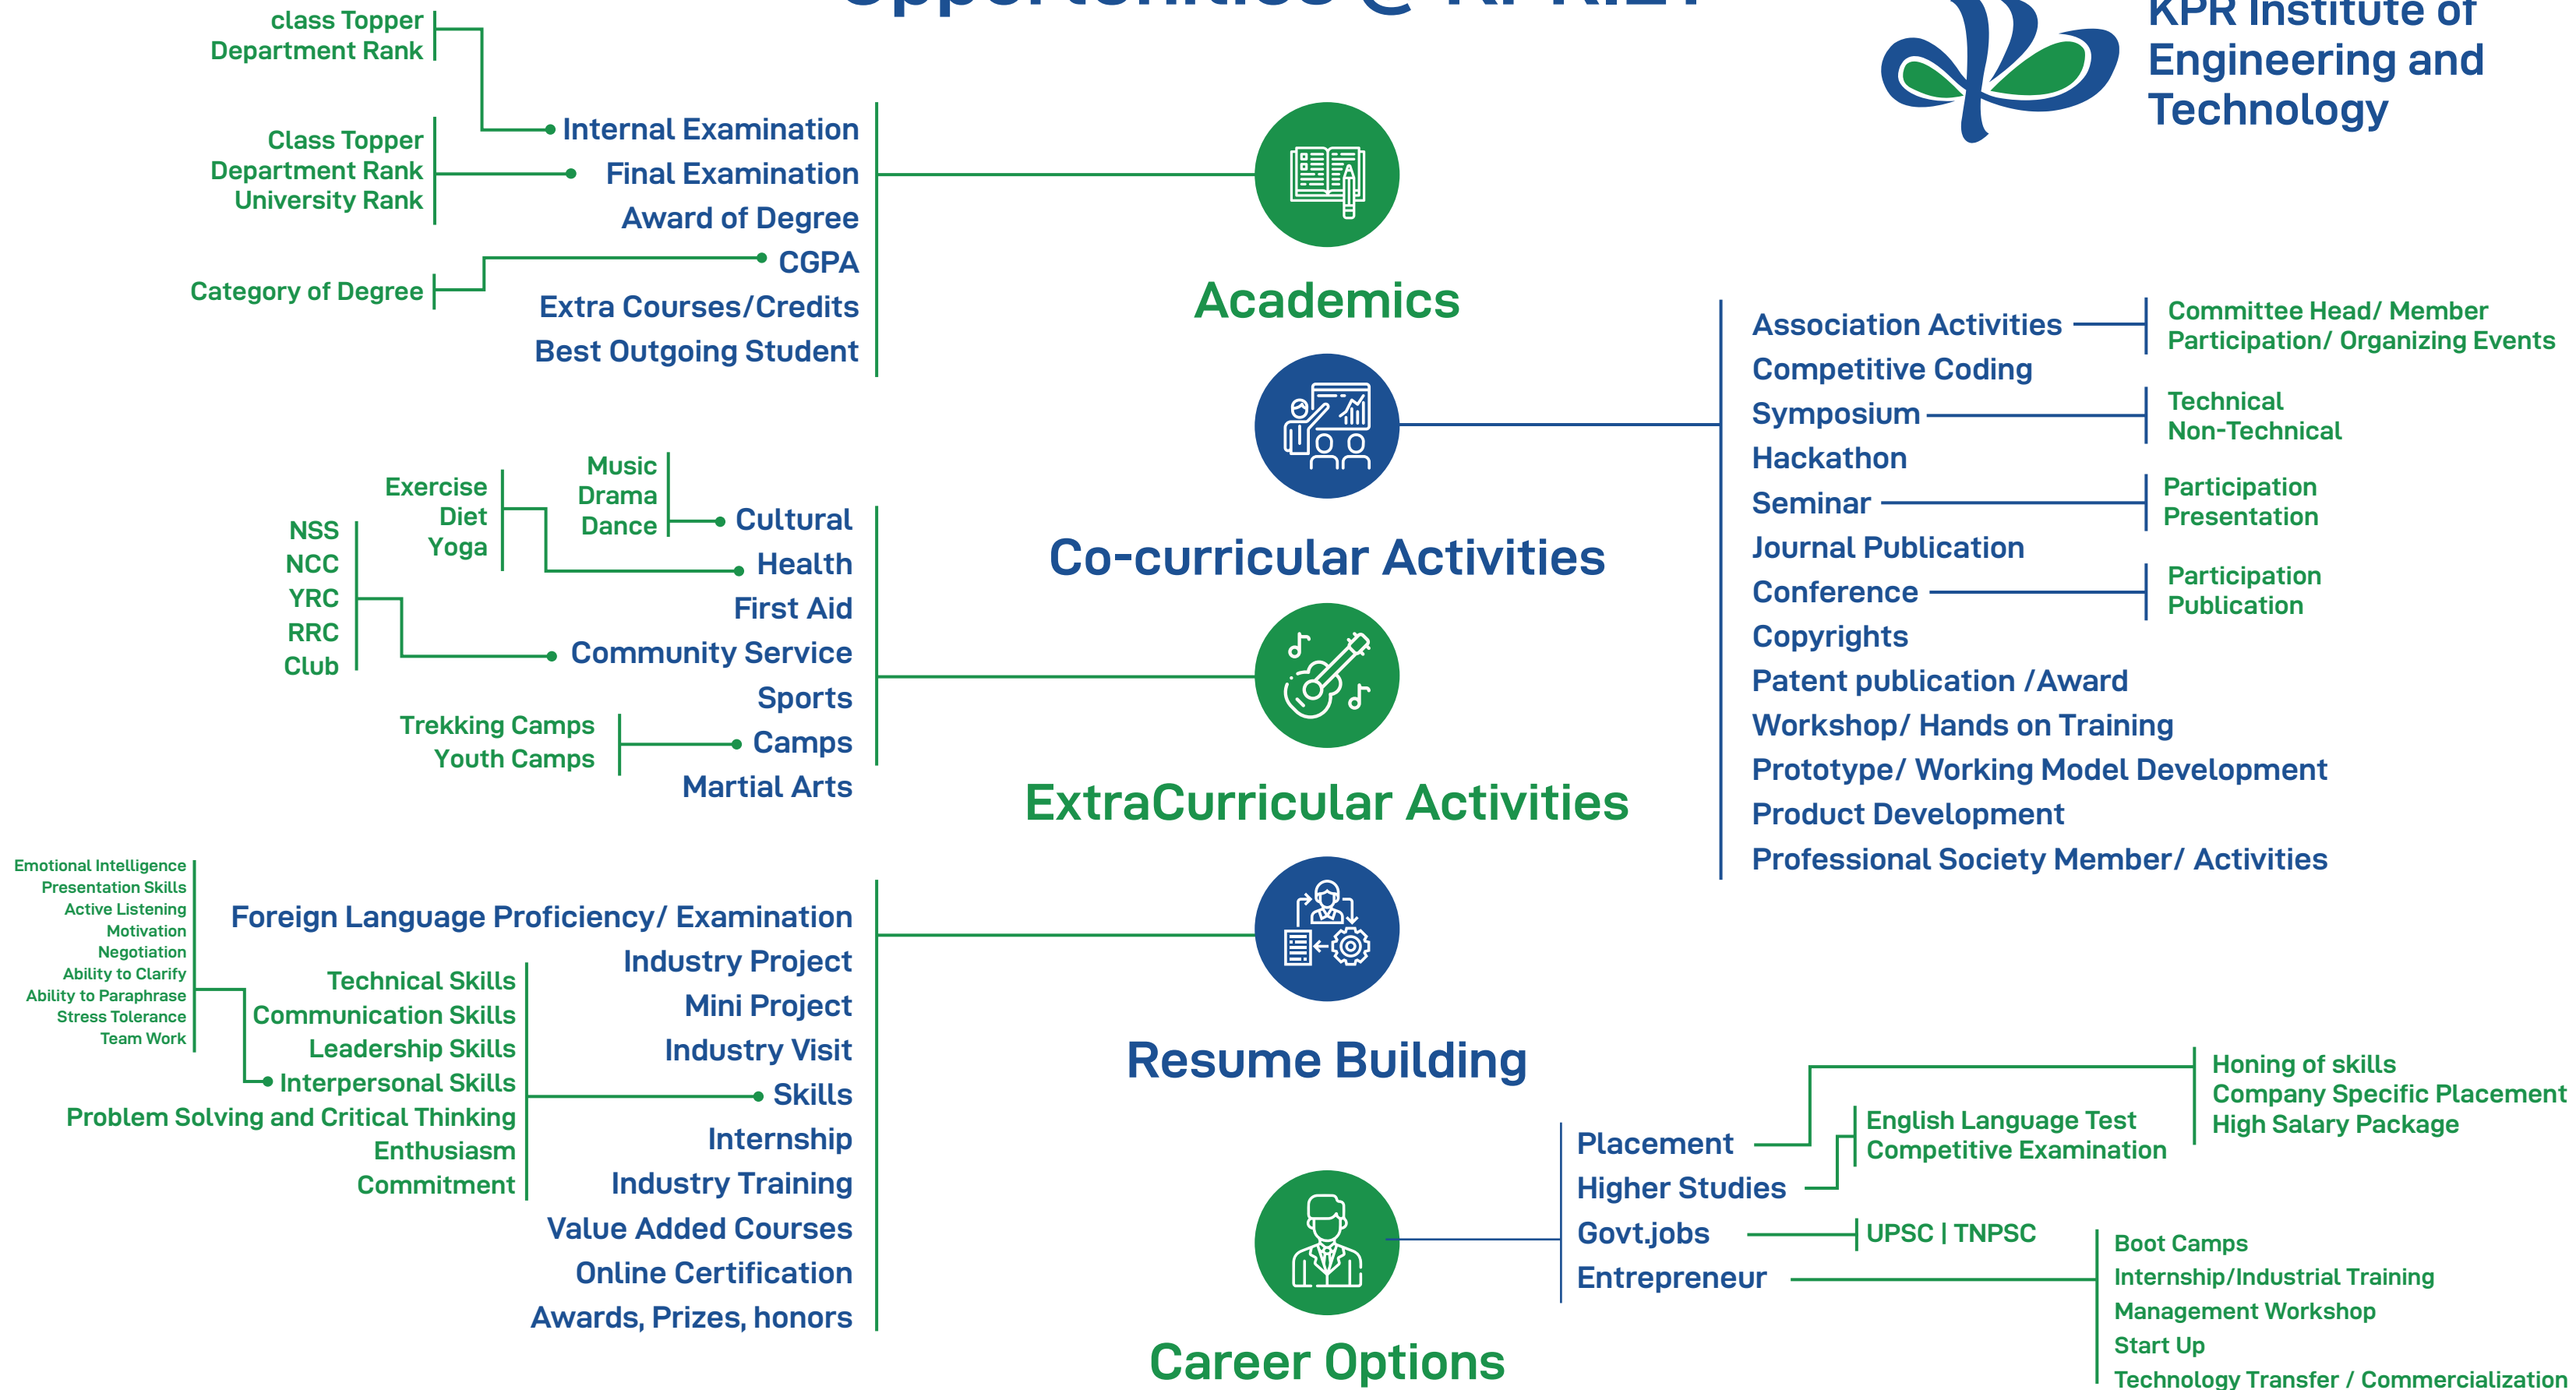 Opportunities @ KPRIET
KPR Institute of
Engineering and
Technology
class Topper
Department Rank
Class Topper
Department Rank
University Rank
Category of Degree
Internal Examination
Final Examination
Award of Degree
CGPA
Extra Courses/Credits
Best Outgoing Student
Academics
Co-curricular Activities
Association Activities
Competitive Coding
Symposium
Hackathon
Seminar
Journal Publication
Conference
Copyrights
Patent publication /Award
Workshop/ Hands on Training
Prototype/ Working Model Development
Product Development
Professional Society Member/ Activities
Committee Head/ Member
Participation/ Organizing Events
Technical
Non-Technical
Participation
Presentation
Participation
Publication
Music
Drama
Dance
Exercise
Diet
Yoga
NSS
NCC
YRC
RRC
Club
Trekking Camps
Youth Camps
Cultural
Health
First Aid
Community Service
Sports
Camps
Martial Arts
ExtraCurricular Activities
Emotional Intelligence
Presentation Skills
Active Listening
Motivation
Negotiation
Ability to Clarify
Ability to Paraphrase
Stress Tolerance
Team Work
Technical Skills
Communication Skills
Leadership Skills
Interpersonal Skills
Problem Solving and Critical Thinking
Enthusiasm
Commitment
Foreign Language Proficiency/ Examination
Industry Project
Mini Project
Industry Visit
Skills
Internship
Industry Training
Value Added Courses
Online Certification
Awards, Prizes, honors
Resume Building
Career Options
Placement
Higher Studies
Govt.jobs
Entrepreneur
Honing of skills
Company Specific Placement
High Salary Package
English Language Test
Competitive Examination
UPSC | TNPSC
Boot Camps
Internship/Industrial Training
Management Workshop
Start Up
Technology Transfer / Commercialization